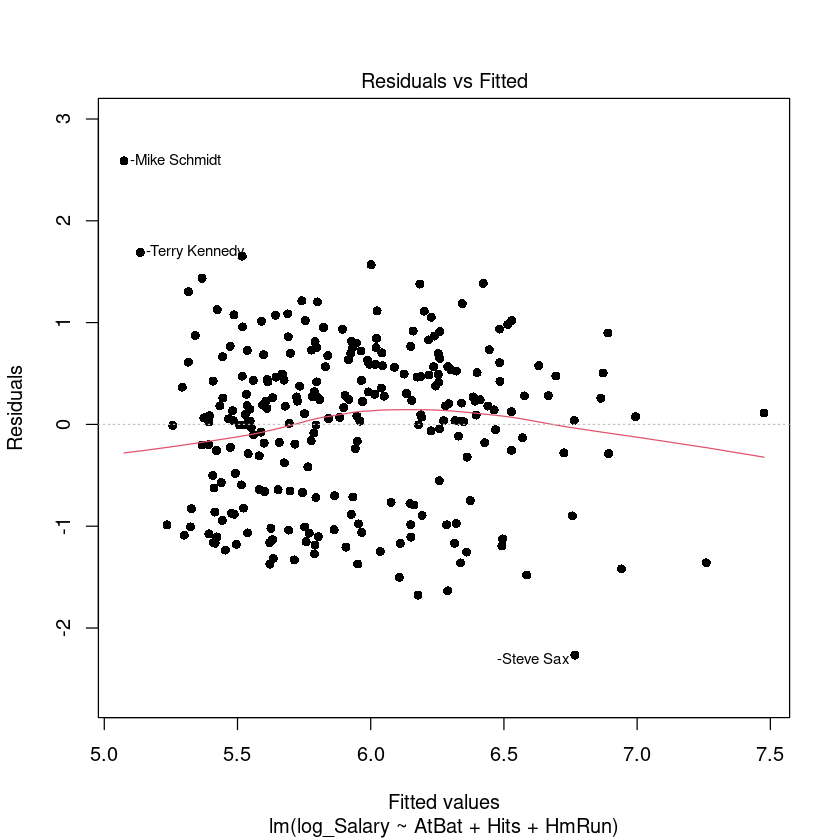 Residuals vs Fitted
3
-Mike Schmidt
2
-Terry Kennedy
1
0
-1
-2
-Steve Sax
Residuals
5.0 5.5 6.0 6.5 7.0 7.5
Fitted values
lm(log_Salary ~ AtBat + Hits + HmRun)